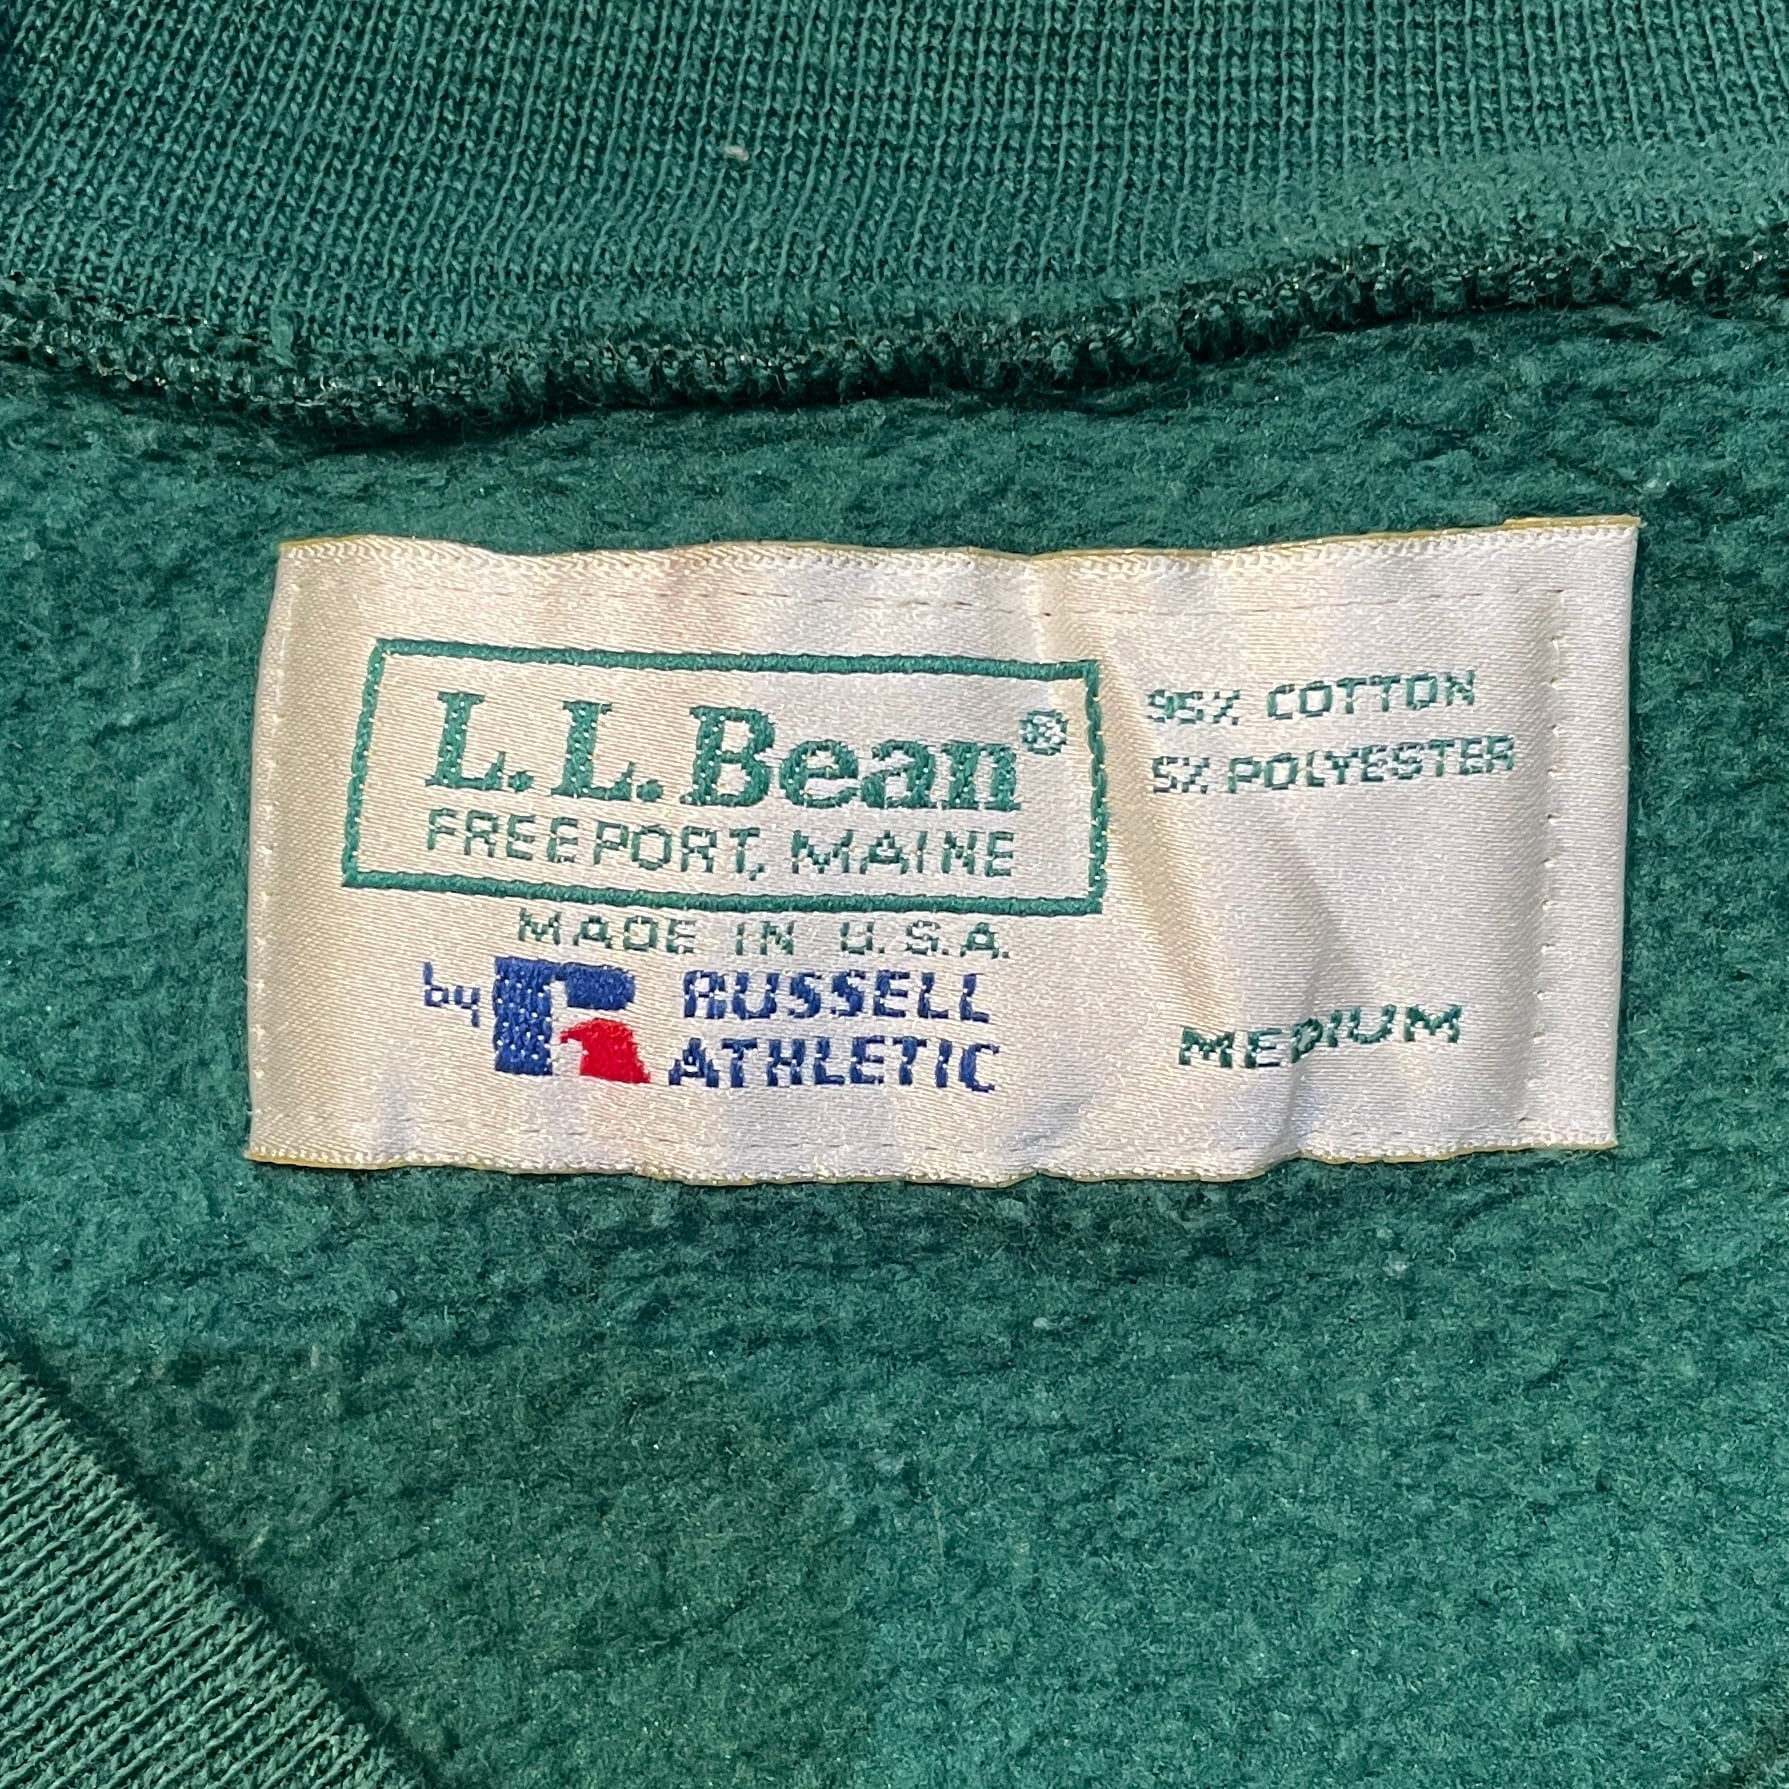 L.L.Bean®
FREEPORT, MAINE
MADE IN U.S.A.
by RUSSELL
ATHLETIC
95% COTTON
5% POLYESTER
MEDIUM